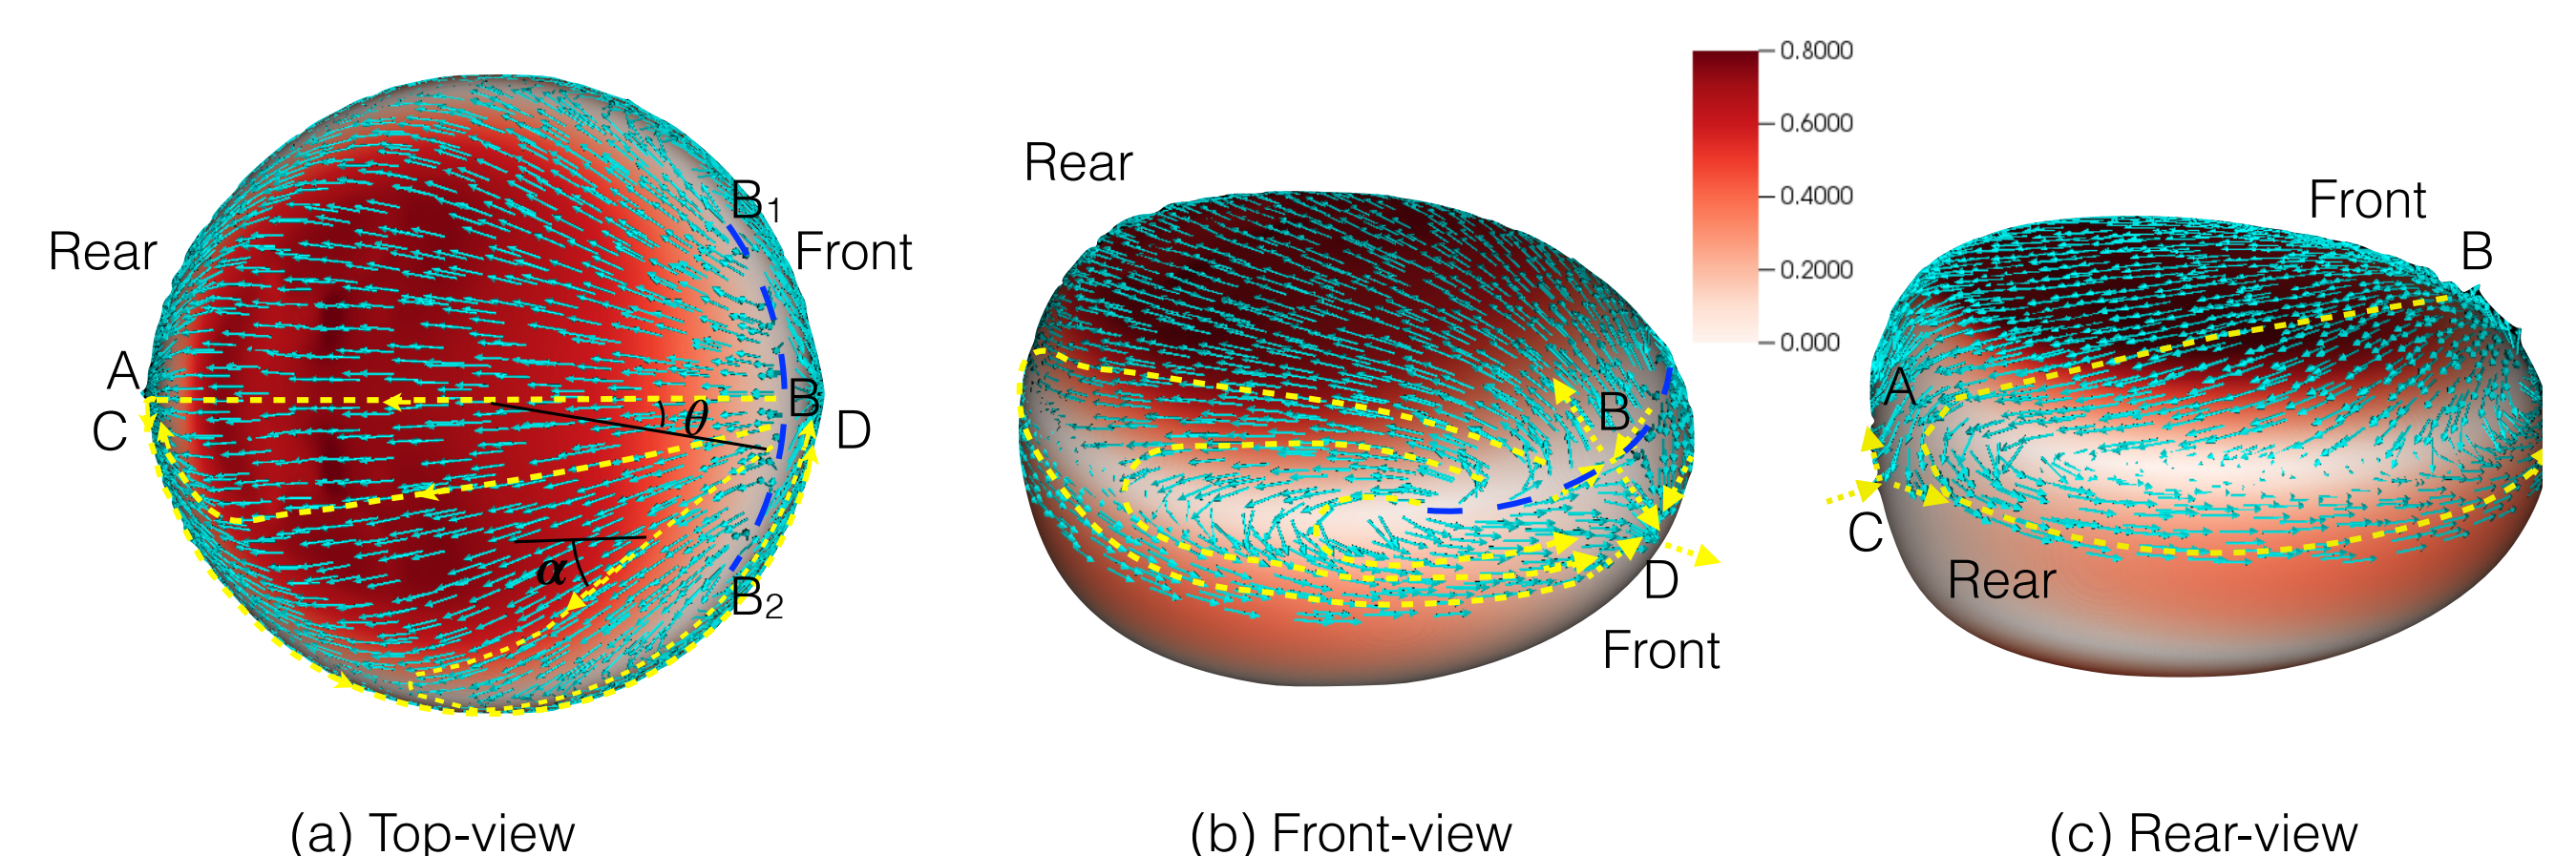 0.8000
0.6000
0.4000
0.2000
0.000
Rear
B1
Front
A
B
θ
C
D
α
B2
Rear
B
D
Front
Front
B
A
C
Rear
(a) Top-view
(b) Front-view
(c) Rear-view